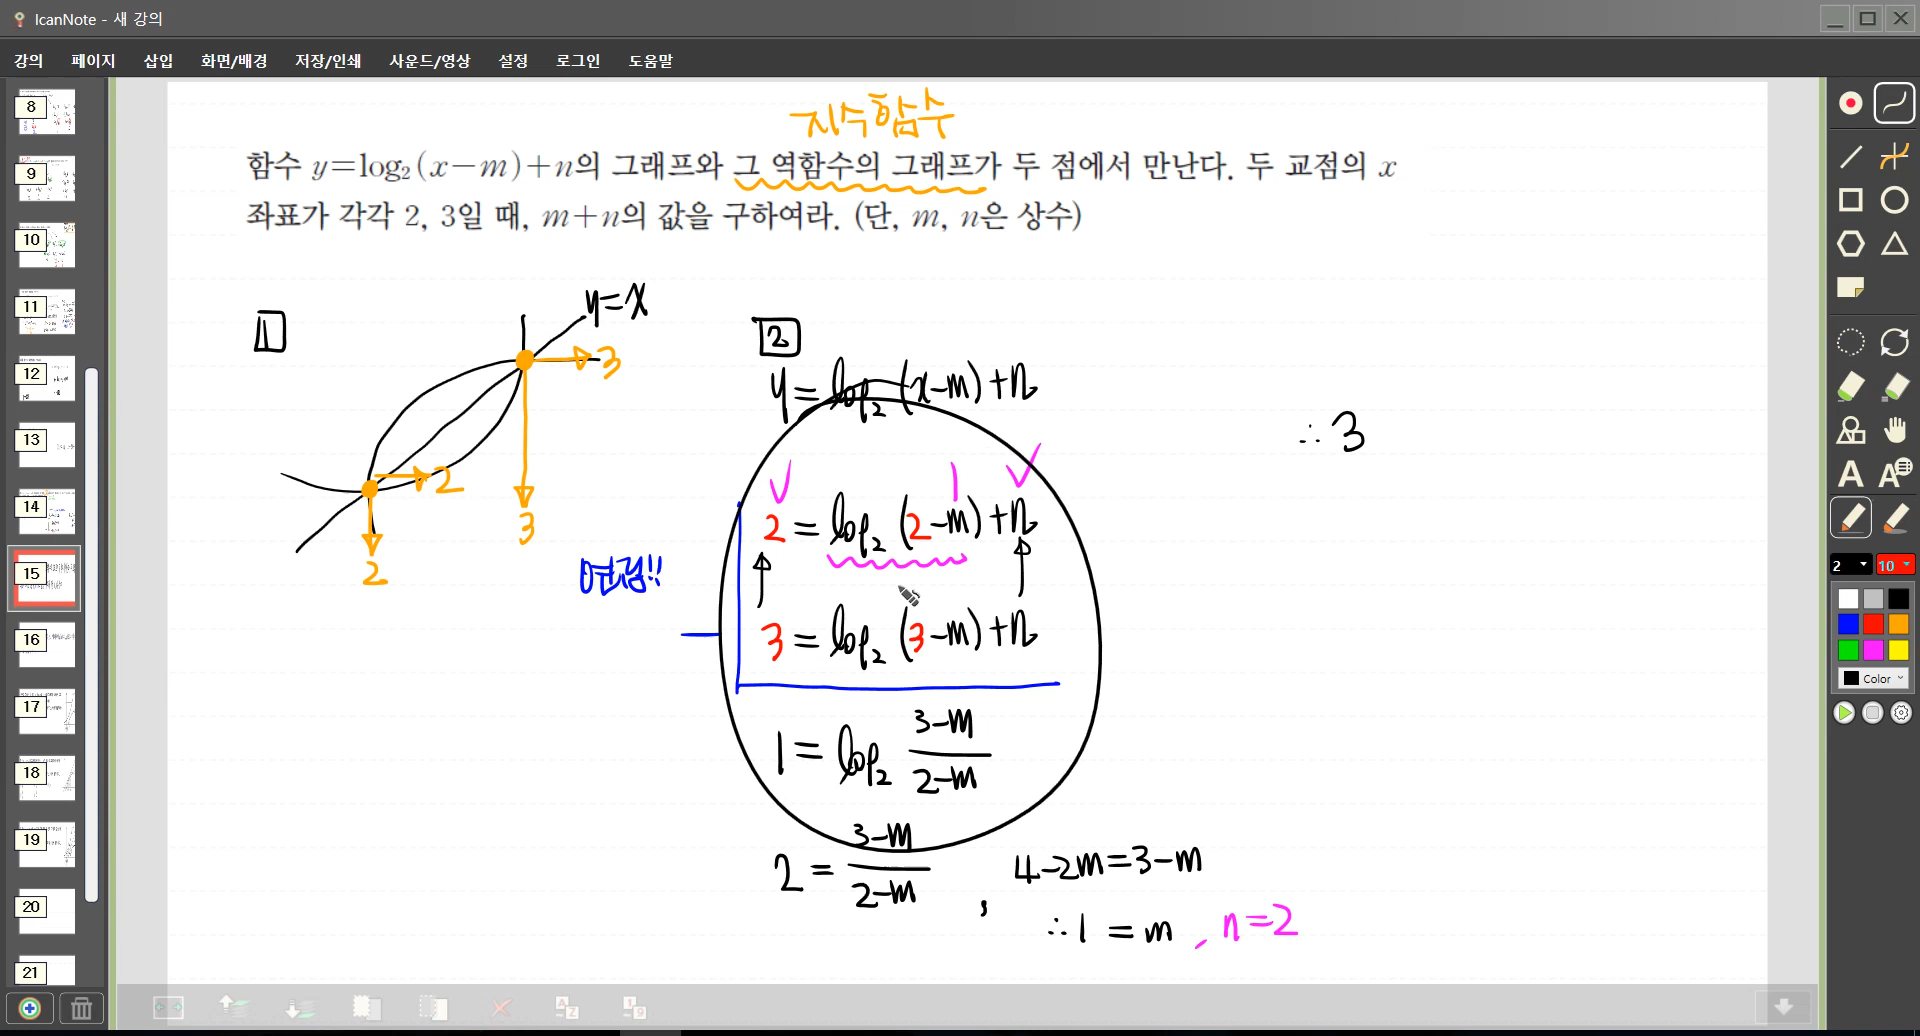 IcanNote - 새 강의
강의 페이지 삽입 화면/배경 저장/인쇄 사운드/영상 설정 로그인 도움말
8
9
10
11
12
13
14
15
16
17
18
19
20
21
지수함수
함수 y=log₂(x-m)+n의 그래프와 그 역함수의 그래프가 두 점에서 만난다. 두 교점의 x
좌표가 각각 2, 3일 때, m+n의 값을 구하여라. (단, m, n은 상수)
1
y=x
3
2
3
2
연립!!
2
y=log₂(x-m)+n
2=log₂(2-m)+n
1
3=log₂(3-m)+n
1=log₂ (3-m)/(2-m)
2=(3-m)/(2-m) , 4-2m=3-m
∴1=m, n=2
∴3
2 10
Color